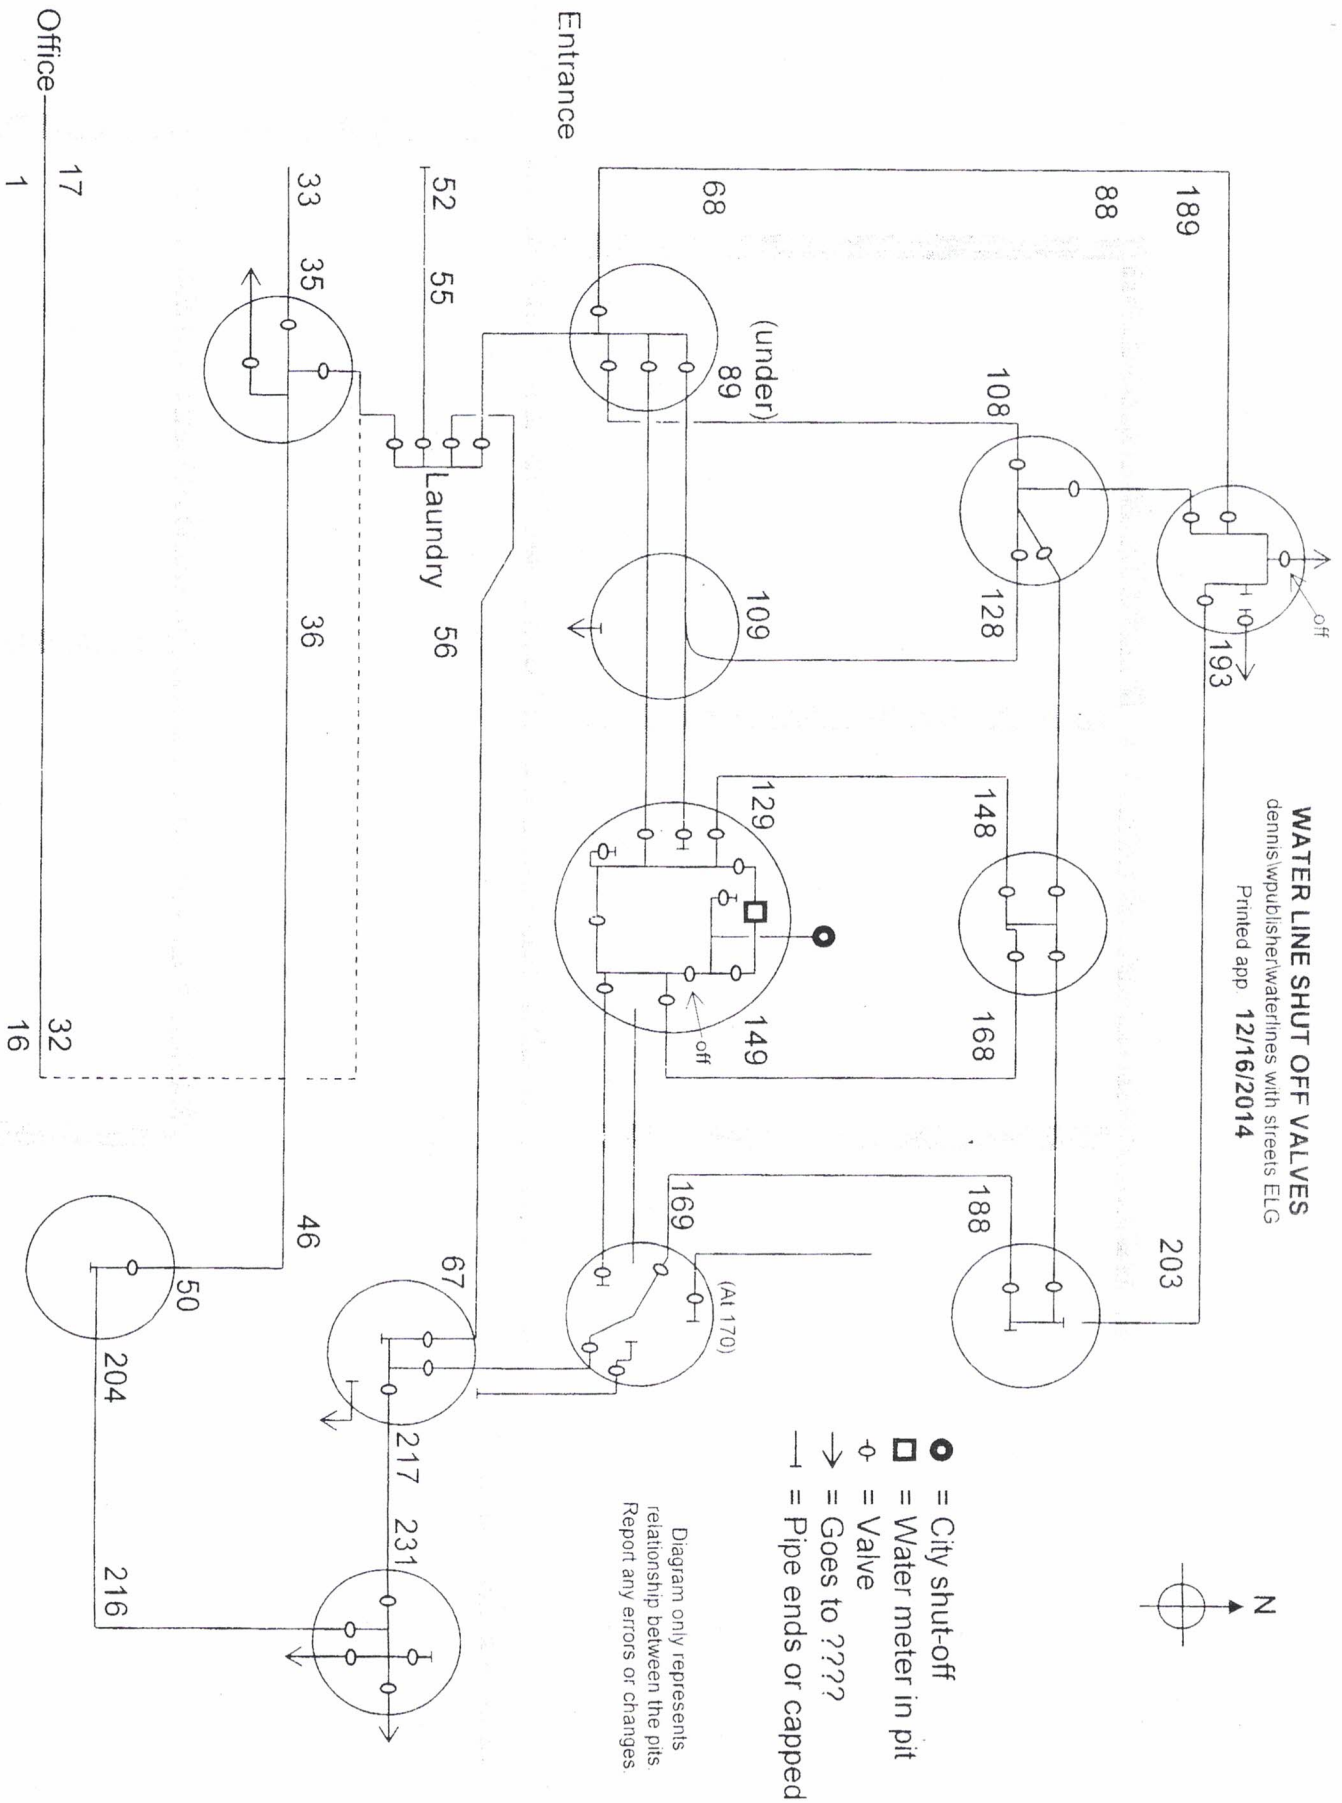 WATER LINE SHUT OFF VALVES
dennis\wpublisher\waterlines with streets ELG
Printed app. 12/16/2014
N
off
193
189
203
88
108
128
148
168
188
68
(under)
89
109
129
149
off
169
(At 170)
Entrance
52
55
Laundry
56
67
33
35
36
46
50
217
231
204
216
17
32
Office
1
16
= City shut-off
= Water meter in pit
= Valve
= Goes to ????
= Pipe ends or capped
Diagram only represents
relationship between the pits.
Report any errors or changes.